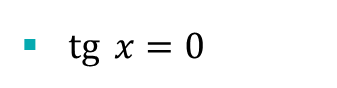 ▪ tg x = 0